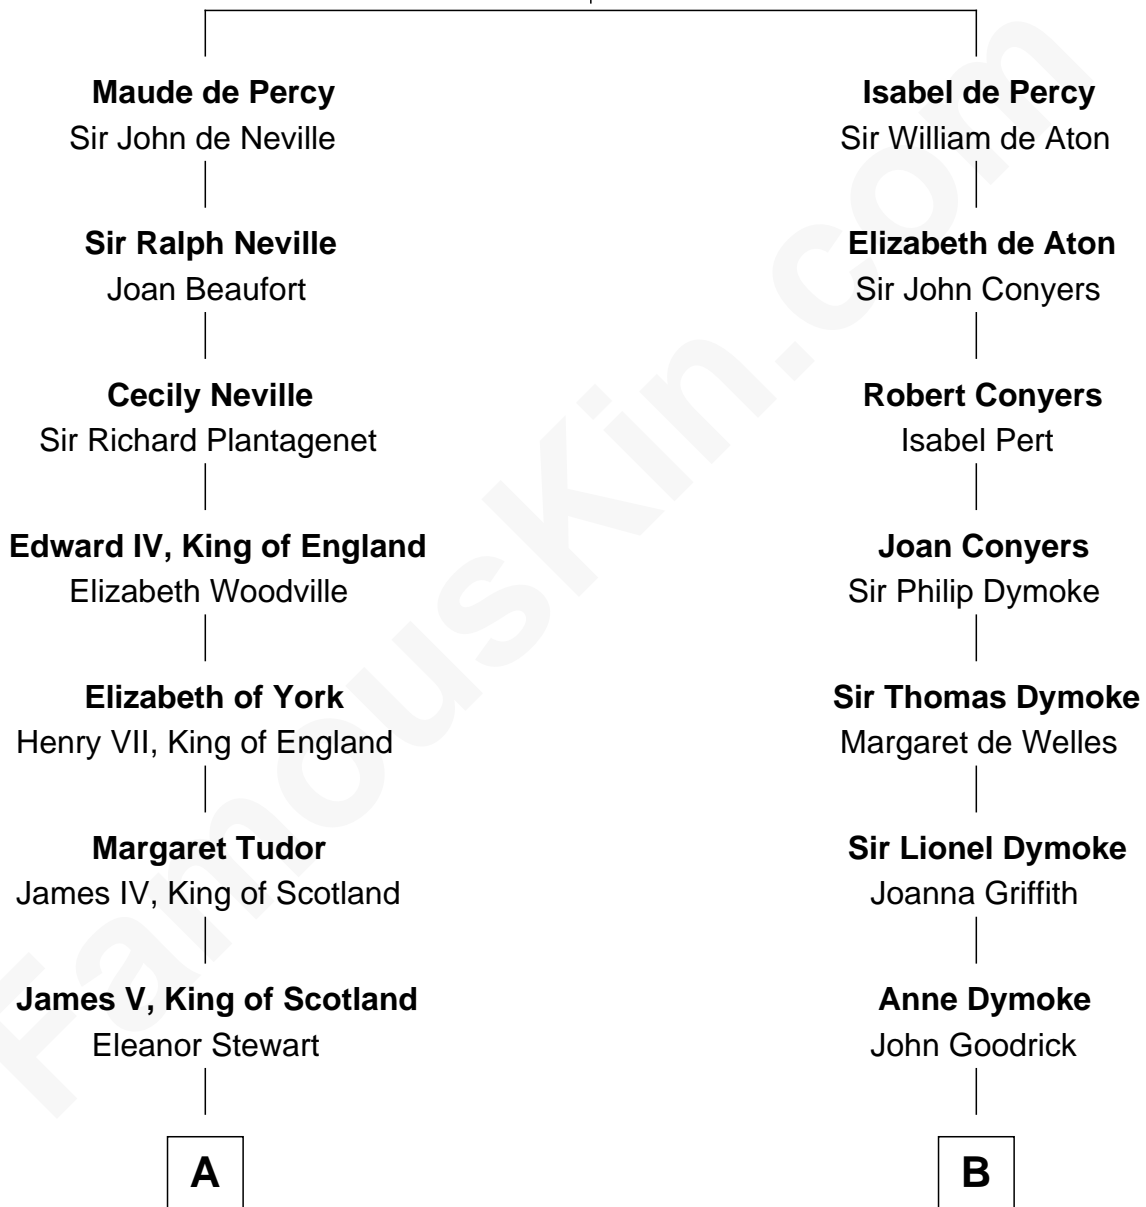 Maude de Percy
Sir John de Neville
Sir Ralph Neville
Joan Beaufort
Cecily Neville
Sir Richard Plantagenet
Edward IV, King of England
Elizabeth Woodville
Elizabeth of York
Henry VII, King of England
Margaret Tudor
James IV, King of Scotland
James V, King of Scotland
Eleanor Stewart
A
Isabel de Percy
Sir William de Aton
Elizabeth de Aton
Sir John Conyers
Robert Conyers
Isabel Pert
Joan Conyers
Sir Philip Dymoke
Sir Thomas Dymoke
Margaret de Welles
Sir Lionel Dymoke
Joanna Griffith
Anne Dymoke
John Goodrick
B
FamousKin.com